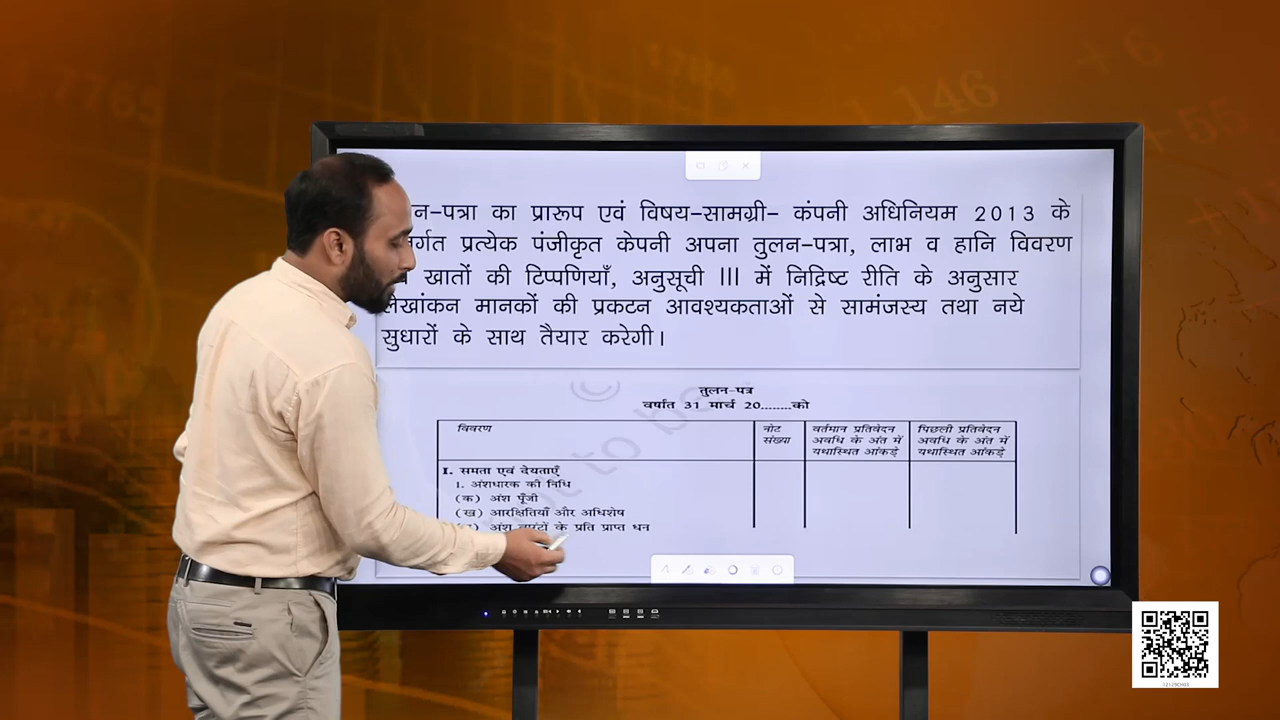 का प्रारूप एवं विषय-सामग्री- कंपनी अधिनियम 2013 के
प्रत्येक पंजीकृत केपनी अपना तुलन-पत्रा, लाभ व हानि विवरण
खातों की टिप्पणियाँ, अनुसूची III में निद्रिष्ट रीति के अनुसार
लेखांकन मानकों की प्रकटन आवश्यकताओं से सामंजस्य तथा नये
सुधारों के साथ तैयार करेगी।
तुलन-पत्र
वर्षांत 31 मार्च 20........को
विवरण
नोट
संख्या
वर्तमान प्रतिवेदन
अवधि के अंत में
यथास्थित आंकड़े
पिछली प्रतिवेदन
अवधि के अंत में
यथास्थित आंकड़े
I. समता एवं देयताएँ
1. अंशधारक की निधि
(क) अंश पूँजी
(ख) आरक्षितियाँ और अधिशेष
अंश वारंटों के प्रति प्राप्त धन